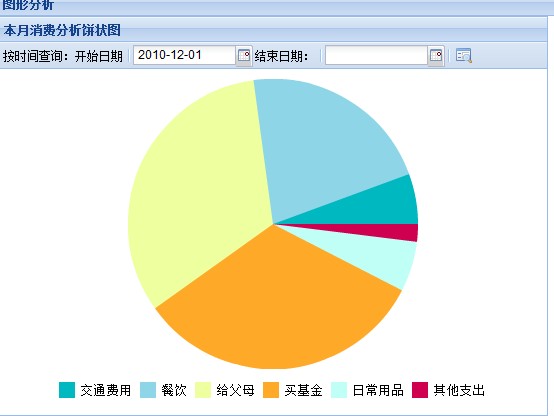 图形分析
本月消费分析饼状图
按时间查询：开始日期 2010-12-01 结束日期：
交通费用 餐饮 给父母 买基金 日常用品 其他支出